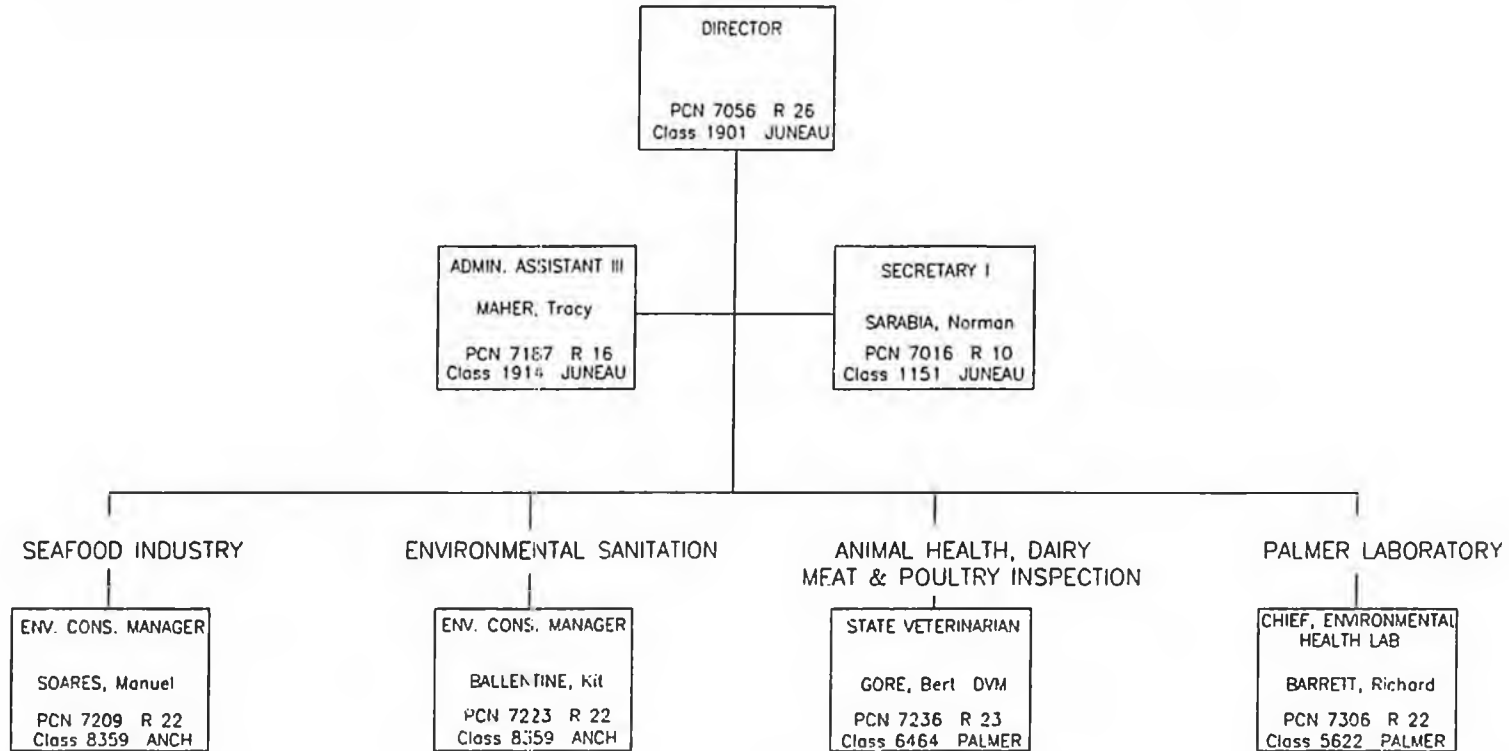 DIRECTOR
PCN 7056 R 26
Class 1901 JUNEAU
ADMIN. ASSISTANT III
MAHER, Tracy
PCN 7187 R 16
Class 1914 JUNEAU
SECRETARY I
SARABIA, Norman
PCN 7016 R 10
Class 1151 JUNEAU
SEAFOOD INDUSTRY
ENV. CONS. MANAGER
SOARES, Manuel
PCN 7209 R 22
Class 8359 ANCH
ENVIRONMENTAL SANITATION
ENV. CONS. MANAGER
BALLENTINE, Kit
PCN 7223 R 22
Class 8359 ANCH
ANIMAL HEALTH, DAIRY
MEAT & POULTRY INSPECTION
STATE VETERINARIAN
GORE, Bert DVM
PCN 7236 R 23
Class 6464 PALMER
PALMER LABORATORY
CHIEF, ENVIRONMENTAL
HEALTH LAB
BARRETT, Richard
PCN 7306 R 22
Class 5622 PALMER